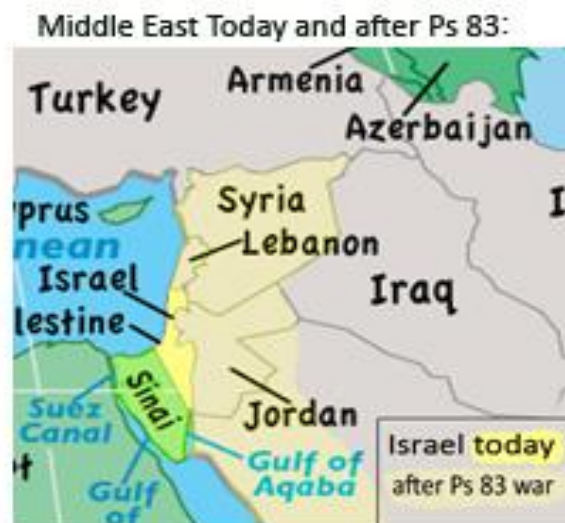 Middle East Today and after Ps 83:
Armenia
Turkey
Azerbaijan
yprus
Syria
I
nean
Lebanon
Israel
Iraq
lestine
Sinai
Suez
Canal
Jordan
Gulf of
Aqaba
Gulf
of
Israel today
after Ps 83 war